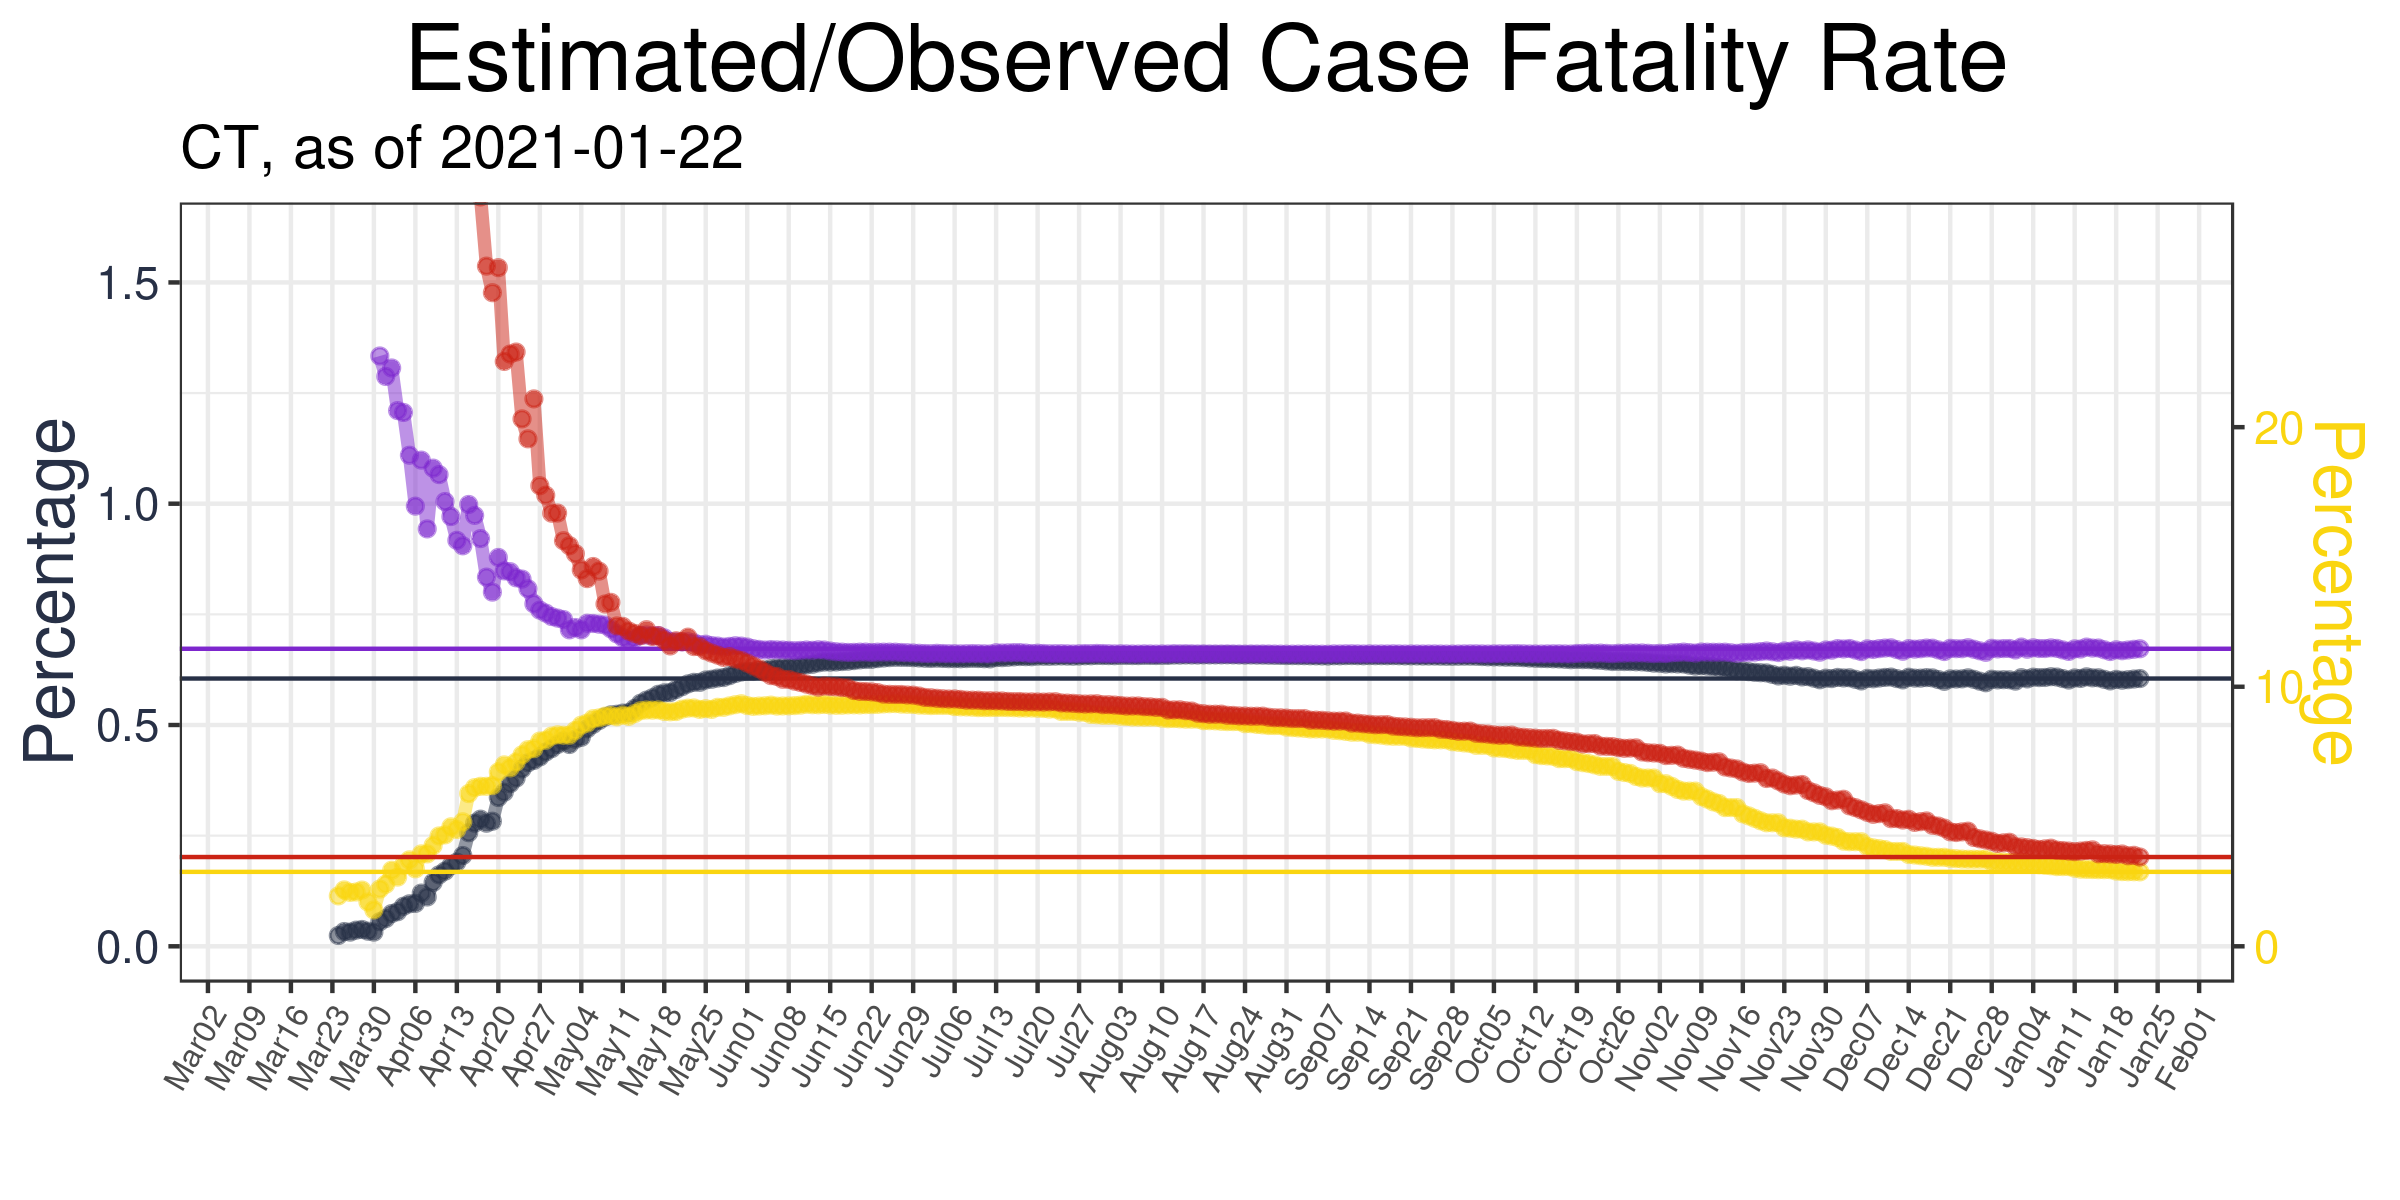 Estimated/Observed Case Fatality Rate
CT, as of 2021-01-22
Percentage
1.5
1.0
0.5
0.0
20
10
0
Percentage
Mar02
Mar09
Mar16
Mar23
Mar30
Apr06
Apr13
Apr20
Apr27
May04
May11
May18
May25
Jun01
Jun08
Jun15
Jun22
Jun29
Jul06
Jul13
Jul20
Jul27
Aug03
Aug10
Aug17
Aug24
Aug31
Sep07
Sep14
Sep21
Sep28
Oct05
Oct12
Oct19
Oct26
Nov02
Nov09
Nov16
Nov23
Nov30
Dec07
Dec14
Dec21
Dec28
Jan04
Jan11
Jan18
Jan25
Feb01